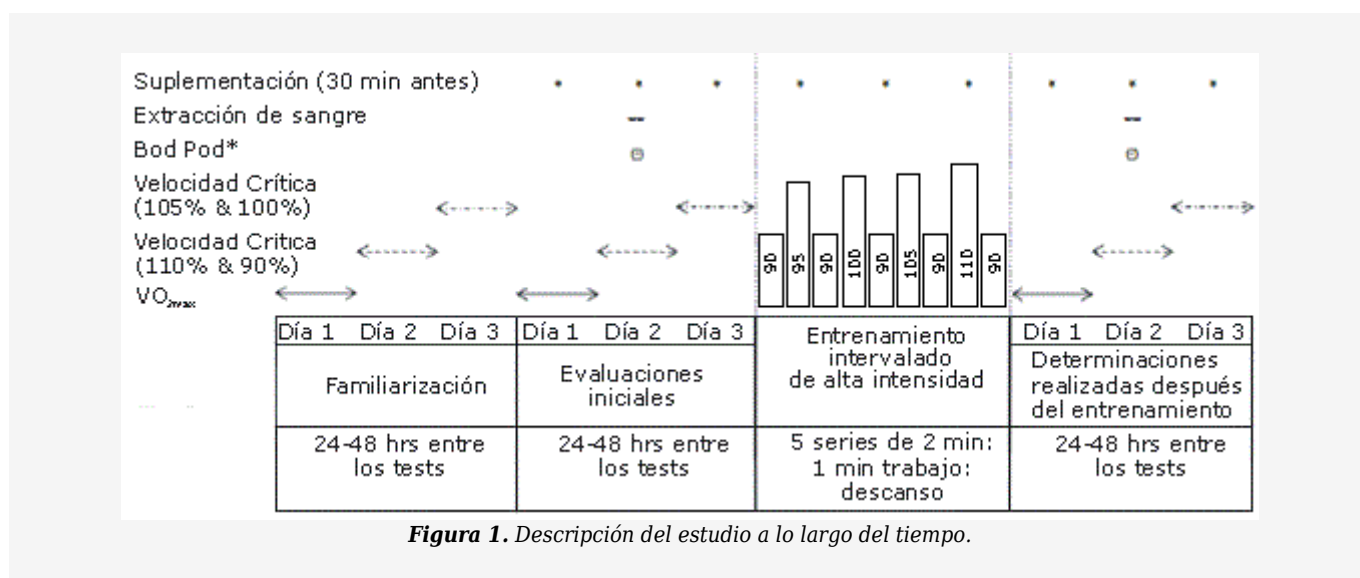 Suplementación (30 min antes)
Extracción de sangre
Bod Pod*
Velocidad Crítica
(105% & 100%)
Velocidad Crítica
(110% & 90%)
VO2max
90 95 90 100 90 105 90 110 90
Día 1 Día 2 Día 3
Familiarización
24-48 hrs entre
los tests
Día 1 Día 2 Día 3
Evaluaciones
iniciales
24-48 hrs entre
los tests
Entrenamiento
intervalado
de alta intensidad
5 series de 2 min:
1 min trabajo:
descanso
Día 1 Día 2 Día 3
Determinaciones
realizadas después
del entrenamiento
24-48 hrs entre
los tests
Figura 1. Descripción del estudio a lo largo del tiempo.